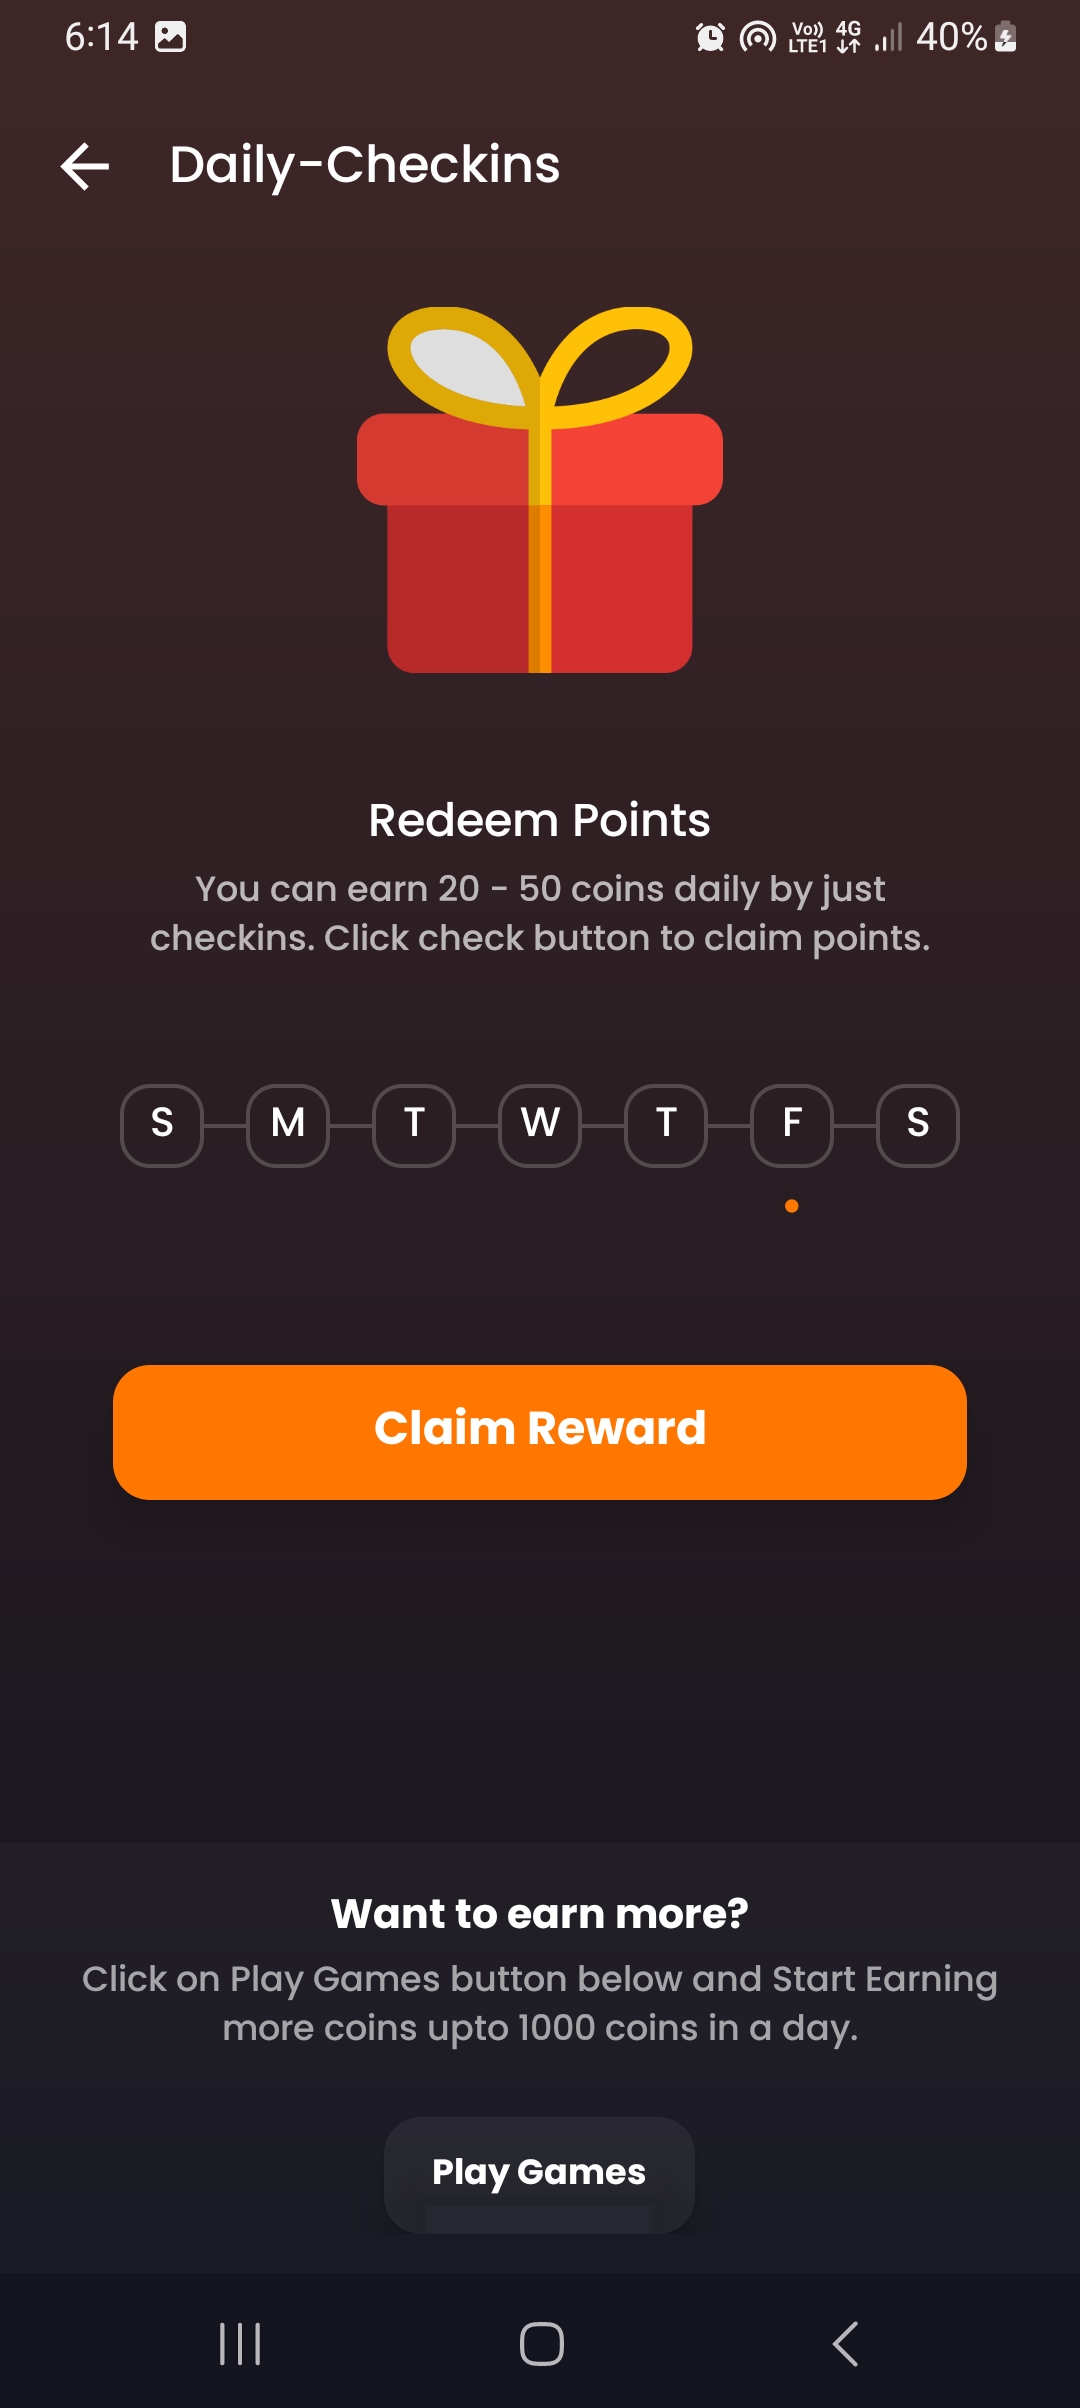 6:14
Vo)) 4G 40%
LTE1
Daily-Checkins
Redeem Points
You can earn 20 - 50 coins daily by just
checkins. Click check button to claim points.
S M T W T F S
Claim Reward
Want to earn more?
Click on Play Games button below and Start Earning
more coins upto 1000 coins in a day.
Play Games